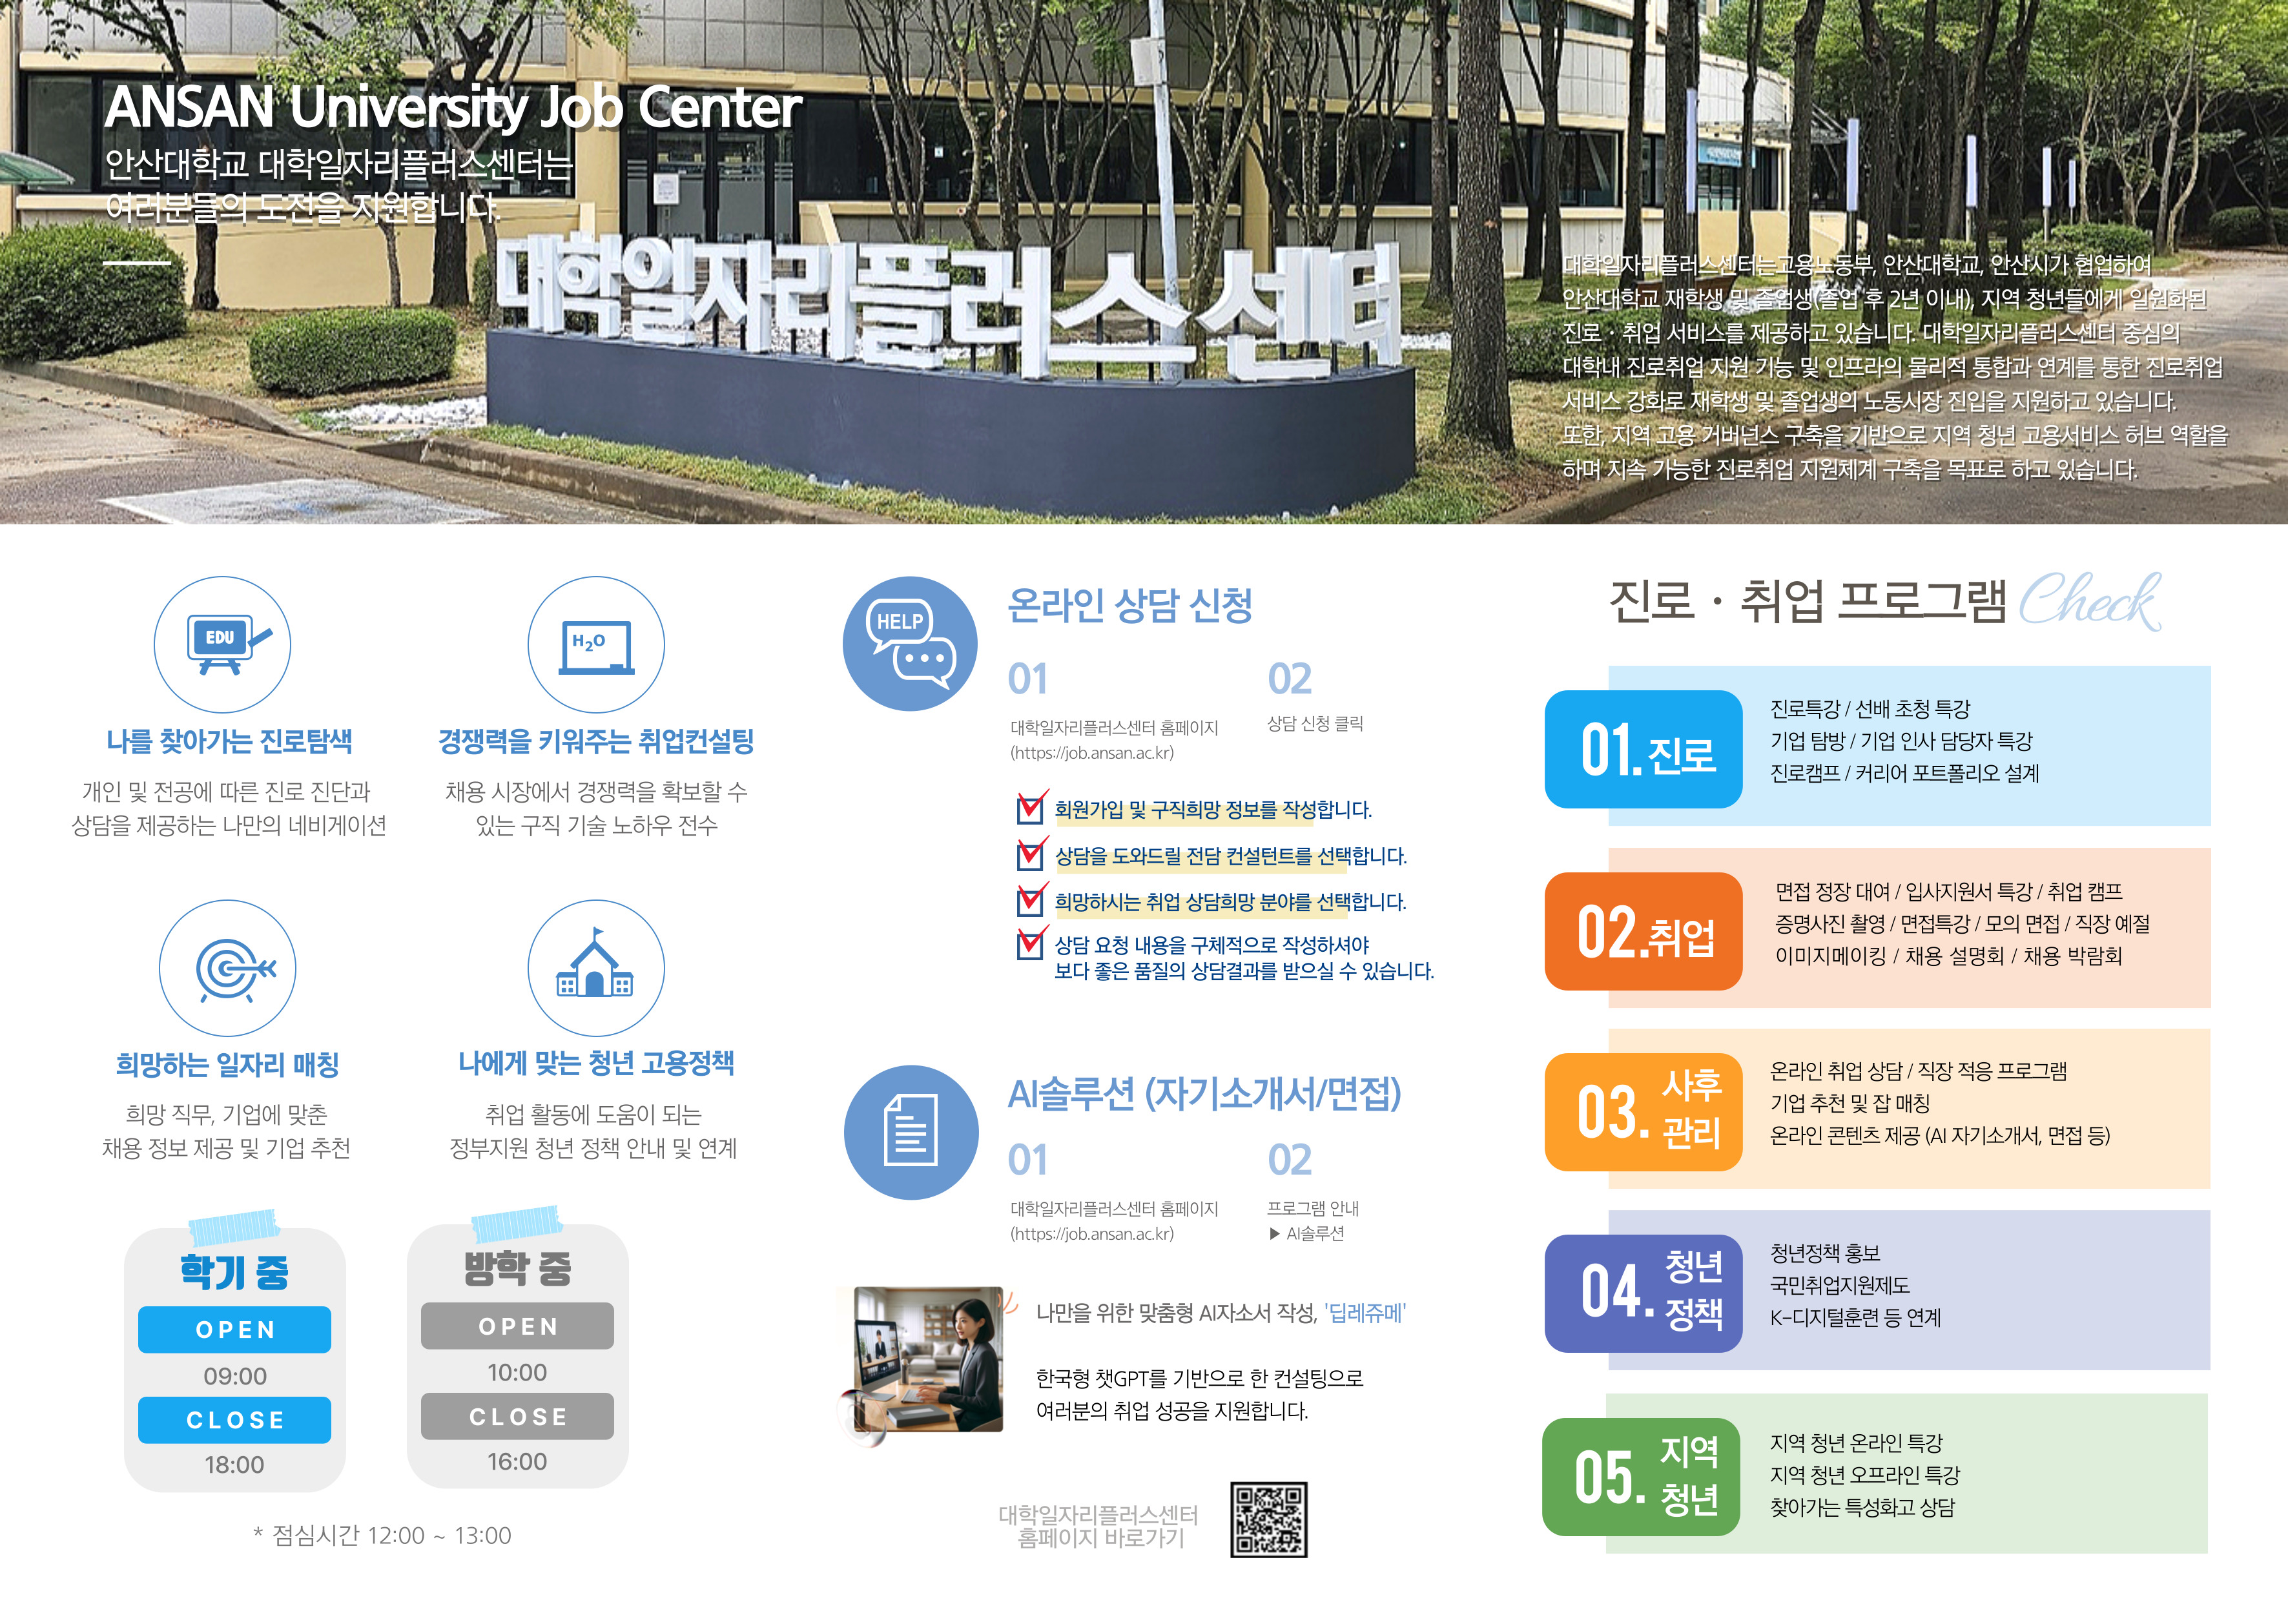 ANSAN University Job Center
안산대학교 대학일자리플러스센터는
여러분들의 도전을 지원합니다.
대학일자리플러스센터
대학일자리플러스센터는고용노동부, 안산대학교, 안산시가 협업하여
안산대학교 재학생 및 졸업생(졸업 후 2년 이내), 지역 청년들에게 일원화된
진로 · 취업 서비스를 제공하고 있습니다. 대학일자리플러스센터 중심의
대학내 진로취업 지원 기능 및 인프라의 물리적 통합과 연계를 통한 진로취업
서비스 강화로 재학생 및 졸업생의 노동시장 진입을 지원하고 있습니다.
또한, 지역 고용 거버넌스 구축을 기반으로 지역 청년 고용서비스 허브 역할을
하며 지속 가능한 진로취업 지원체계 구축을 목표로 하고 있습니다.
EDU
나를 찾아가는 진로탐색
개인 및 전공에 따른 진로 진단과
상담을 제공하는 나만의 네비게이션
H2O
경쟁력을 키워주는 취업컨설팅
채용 시장에서 경쟁력을 확보할 수
있는 구직 기술 노하우 전수
희망하는 일자리 매칭
희망 직무, 기업에 맞춘
채용 정보 제공 및 기업 추천
나에게 맞는 청년 고용정책
취업 활동에 도움이 되는
정부지원 청년 정책 안내 및 연계
학기 중
OPEN
09:00
CLOSE
18:00
방학 중
OPEN
10:00
CLOSE
16:00
* 점심시간 12:00 ~ 13:00
HELP
온라인 상담 신청
01
대학일자리플러스센터 홈페이지
(https://job.ansan.ac.kr)
02
상담 신청 클릭
회원가입 및 구직희망 정보를 작성합니다.
상담을 도와드릴 전담 컨설턴트를 선택합니다.
희망하시는 취업 상담희망 분야를 선택합니다.
상담 요청 내용을 구체적으로 작성하셔야
보다 좋은 품질의 상담결과를 받으실 수 있습니다.
AI솔루션 (자기소개서/면접)
01
대학일자리플러스센터 홈페이지
(https://job.ansan.ac.kr)
02
프로그램 안내
▶ AI솔루션
나만을 위한 맞춤형 AI자소서 작성, '딥레쥬메'
한국형 챗GPT를 기반으로 한 컨설팅으로
여러분의 취업 성공을 지원합니다.
대학일자리플러스센터
홈페이지 바로가기
진로 · 취업 프로그램 Check
01.진로
진로특강 / 선배 초청 특강
기업 탐방 / 기업 인사 담당자 특강
진로캠프 / 커리어 포트폴리오 설계
02.취업
면접 정장 대여 / 입사지원서 특강 / 취업 캠프
증명사진 촬영 / 면접특강 / 모의 면접 / 직장 예절
이미지메이킹 / 채용 설명회 / 채용 박람회
03. 사후
관리
온라인 취업 상담 / 직장 적응 프로그램
기업 추천 및 잡 매칭
온라인 콘텐츠 제공 (AI 자기소개서, 면접 등)
04. 청년
정책
청년정책 홍보
국민취업지원제도
K-디지털훈련 등 연계
05. 지역
청년
지역 청년 온라인 특강
지역 청년 오프라인 특강
찾아가는 특성화고 상담